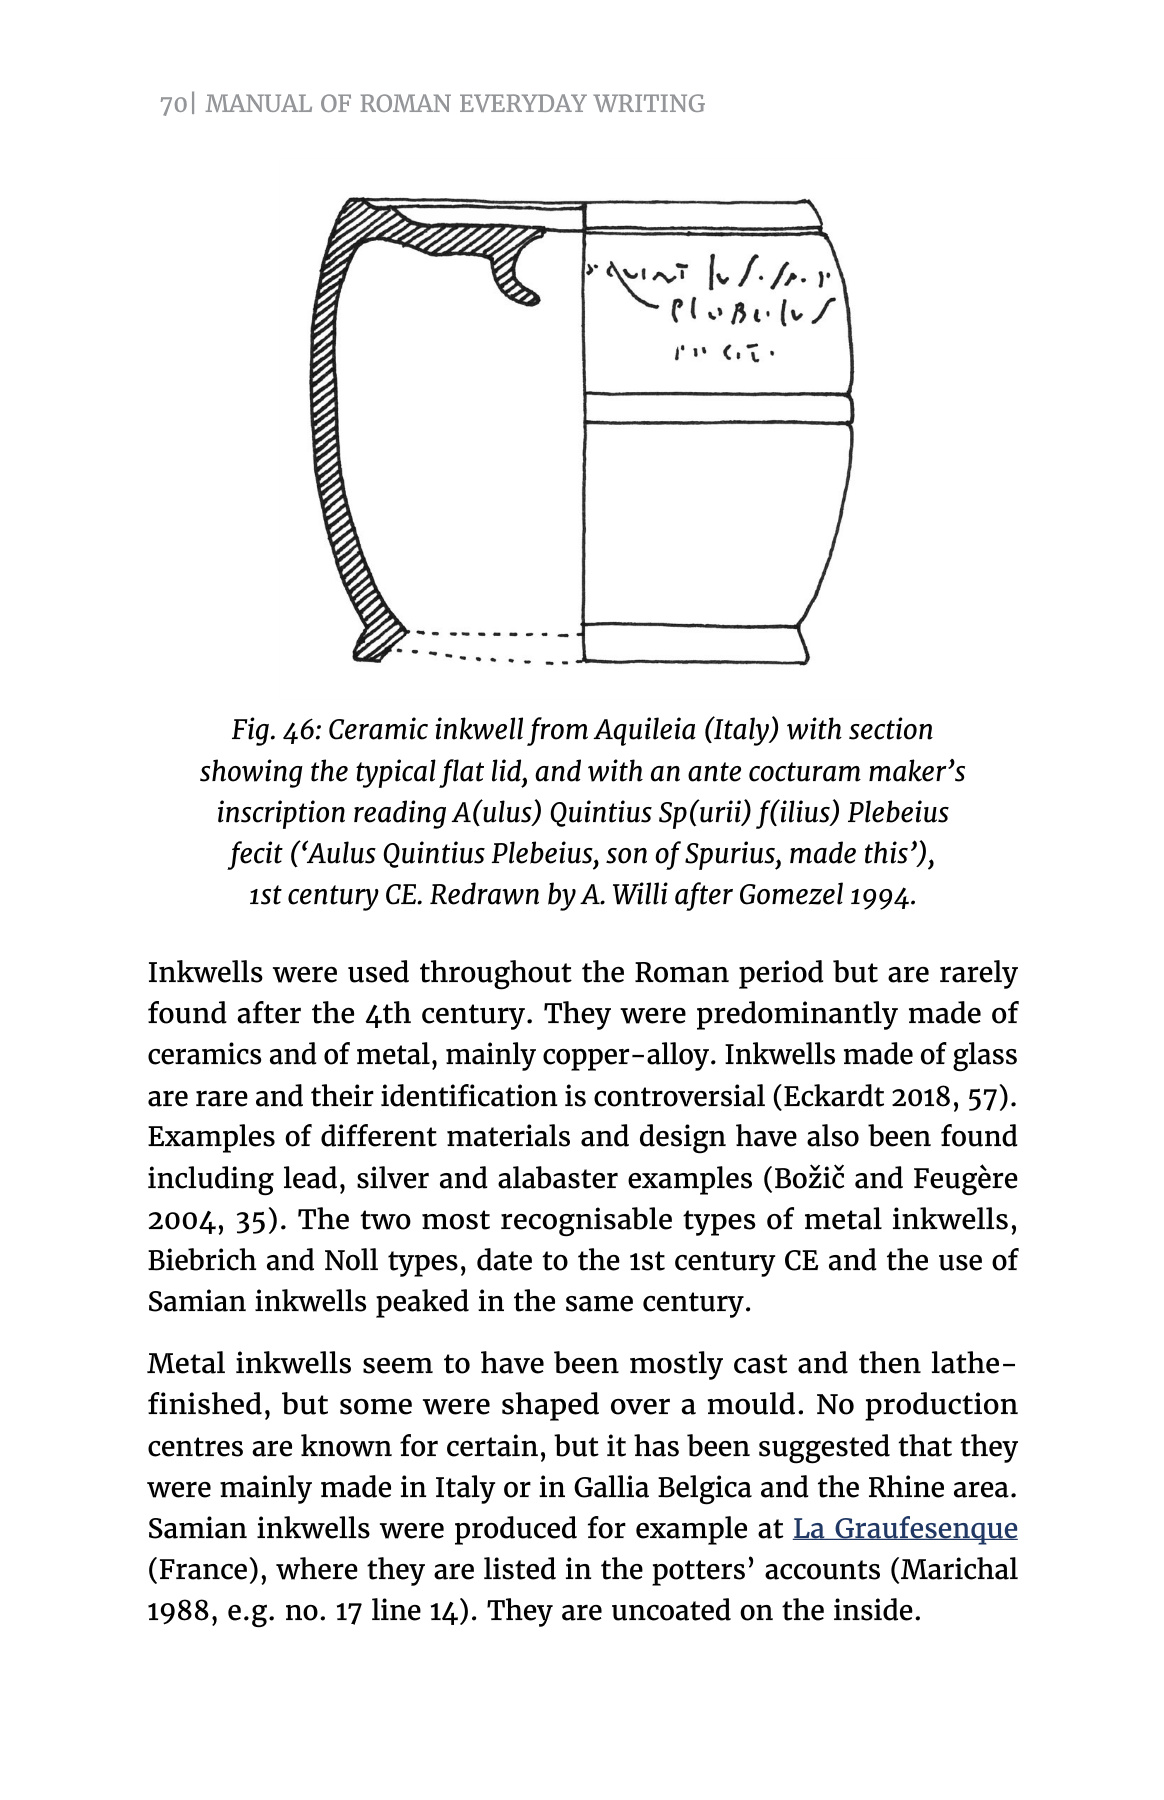 70| MANUAL OF ROMAN EVERYDAY WRITING
Fig. 46: Ceramic inkwell from Aquileia (Italy) with section
showing the typical flat lid, and with an ante cocturam maker’s
inscription reading A(ulus) Quintius Sp(urii) f(ilius) Plebeius
fecit (‘Aulus Quintius Plebeius, son of Spurius, made this’),
1st century CE. Redrawn by A. Willi after Gomezel 1994.
Inkwells were used throughout the Roman period but are rarely
found after the 4th century. They were predominantly made of
ceramics and of metal, mainly copper-alloy. Inkwells made of glass
are rare and their identification is controversial (Eckardt 2018, 57).
Examples of different materials and design have also been found
including lead, silver and alabaster examples (Božič and Feugère
2004, 35). The two most recognisable types of metal inkwells,
Biebrich and Noll types, date to the 1st century CE and the use of
Samian inkwells peaked in the same century.
Metal inkwells seem to have been mostly cast and then lathe-
finished, but some were shaped over a mould. No production
centres are known for certain, but it has been suggested that they
were mainly made in Italy or in Gallia Belgica and the Rhine area.
Samian inkwells were produced for example at La Graufesenque
(France), where they are listed in the potters’ accounts (Marichal
1988, e.g. no. 17 line 14). They are uncoated on the inside.